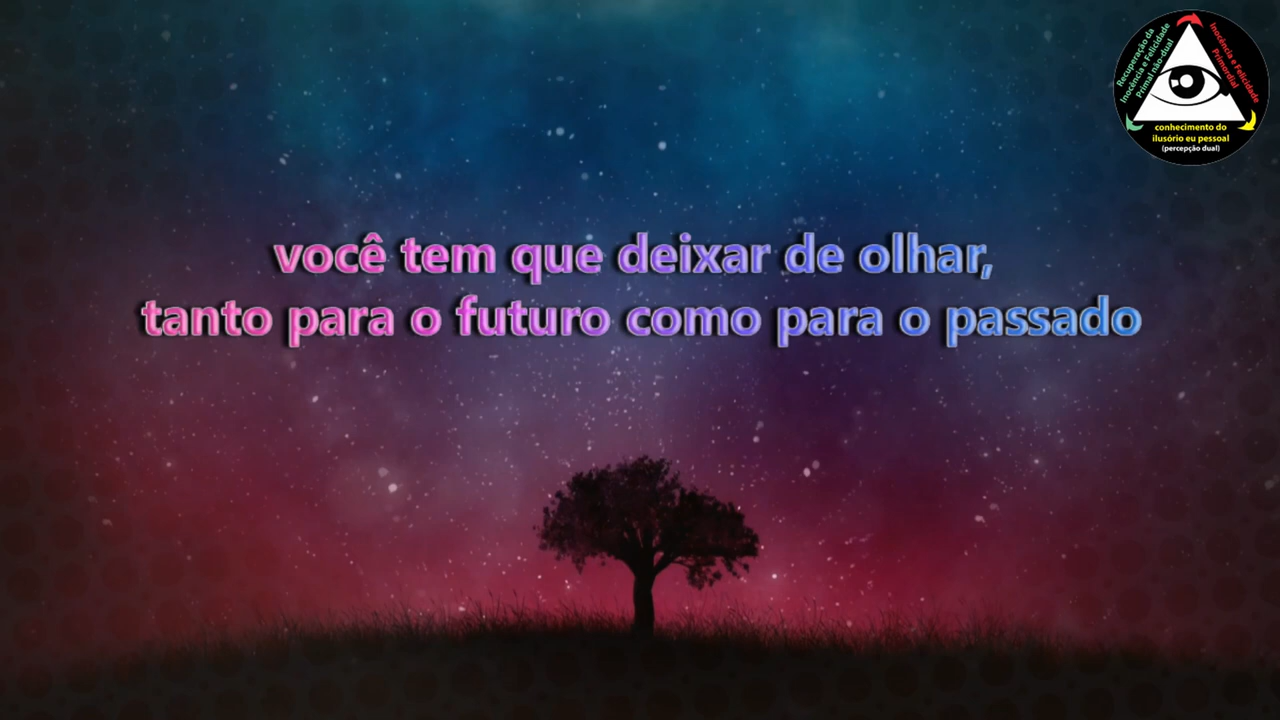 você tem que deixar de olhar,
tanto para o futuro como para o passado
Recuperação da
Inocência e Felicidade
Primal não-dual
Inocência e Felicidade
Primordial
conhecimento do
ilusório eu pessoal
(percepção dual)